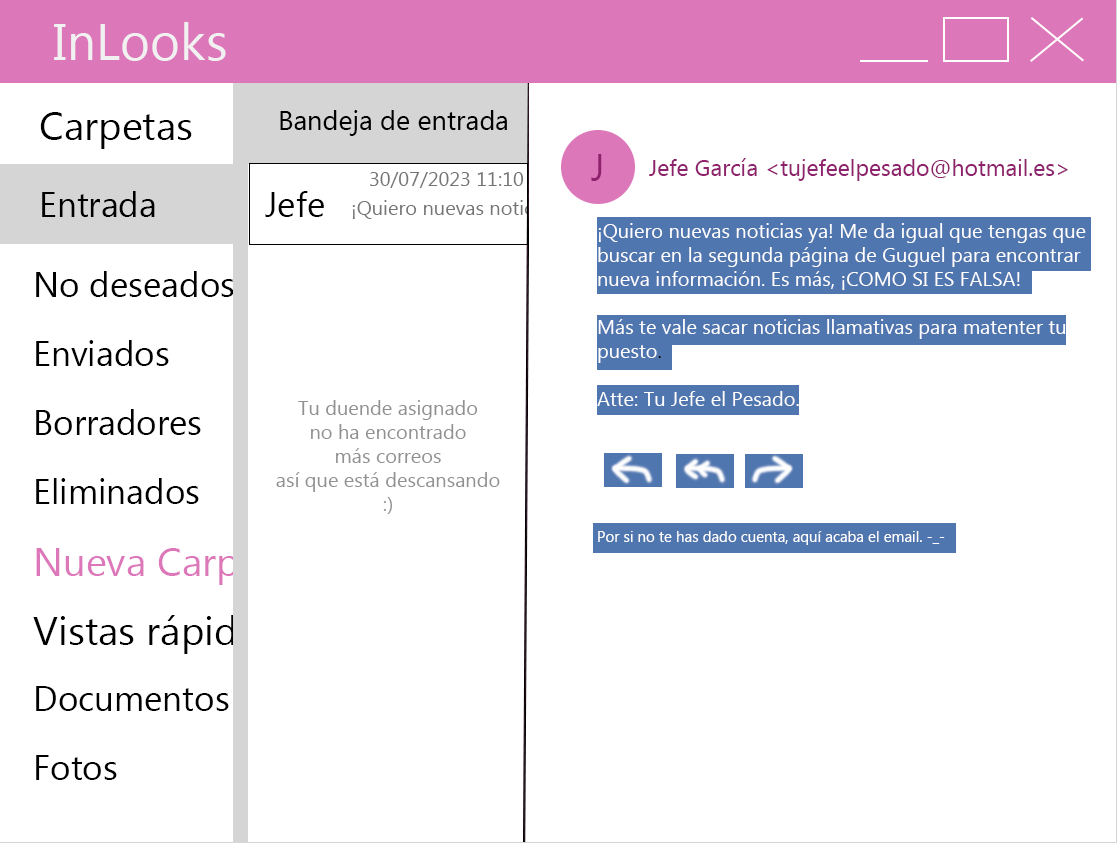 InLooks
Carpetas
Entrada
No deseados
Enviados
Borradores
Eliminados
Nueva Carp
Vistas rápid
Documentos
Fotos
Bandeja de entrada
30/07/2023 11:10
Jefe
¡Quiero nuevas notic
Tu duende asignado
no ha encontrado
más correos
así que está descansando
:)
J
Jefe García <tujefeelpesado@hotmail.es>
¡Quiero nuevas noticias ya! Me da igual que tengas que
buscar en la segunda página de Guguel para encontrar
nueva información. Es más, ¡COMO SI ES FALSA!
Más te vale sacar noticias llamativas para matenter tu
puesto.
Atte: Tu Jefe el Pesado.
Por si no te has dado cuenta, aquí acaba el email. -_-